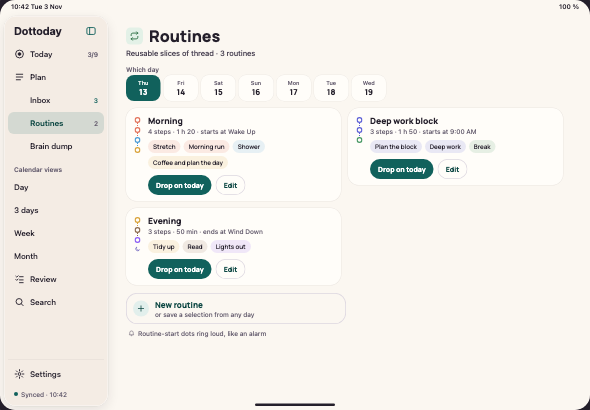 10:42 Tue 3 Nov
100 %
Dottoday
Today 3/9
Plan
Inbox 3
Routines 2
Brain dump
Calendar views
Day
3 days
Week
Month
Review
Search
Settings
Synced · 10:42
Routines
Reusable slices of thread · 3 routines
Which day
Thu Fri Sat Sun Mon Tue Wed
13 14 15 16 17 18 19
Morning
4 steps · 1 h 20 · starts at Wake Up
Stretch Morning run Shower
Coffee and plan the day
Drop on today Edit
Deep work block
3 steps · 1 h 50 · starts at 9:00 AM
Plan the block Deep work Break
Drop on today Edit
Evening
3 steps · 50 min · ends at Wind Down
Tidy up Read Lights out
Drop on today Edit
New routine
or save a selection from any day
Routine-start dots ring loud, like an alarm